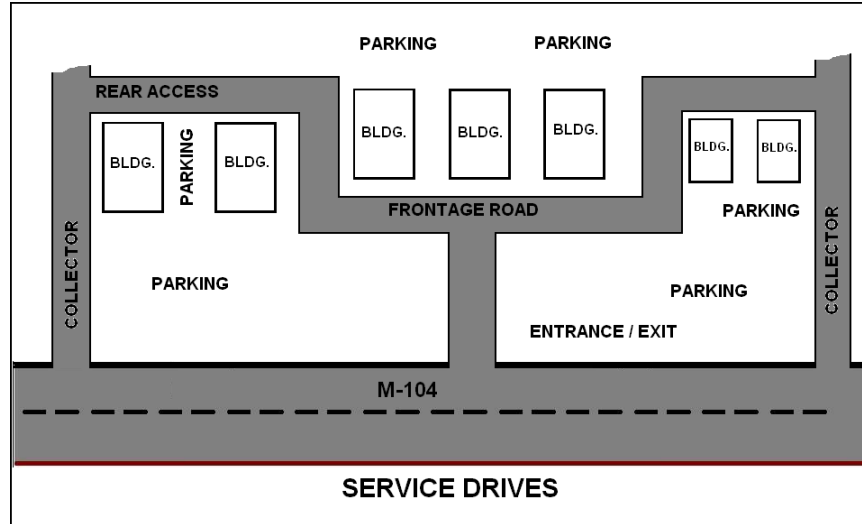 PARKING
PARKING
REAR ACCESS
BLDG.
BLDG.
BLDG.
BLDG.
PARKING
BLDG.
BLDG.
BLDG.
FRONTAGE ROAD
PARKING
COLLECTOR
COLLECTOR
PARKING
PARKING
ENTRANCE / EXIT
M-104
SERVICE DRIVES